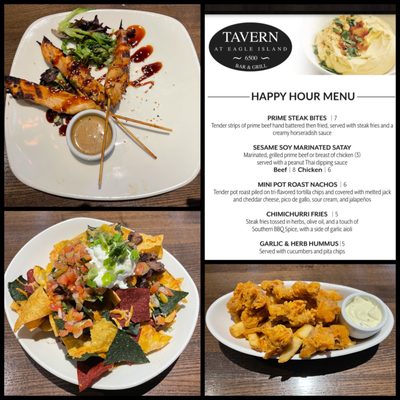 TAVERN
AT EAGLE ISLAND
6500
BAR & GRILL
HAPPY HOUR MENU
PRIME STEAK BITES | 7
Tender strips of prime beef hand battered then fried, served with steak fries and a
creamy horseradish sauce
SESAME SOY MARINATED SATAY
Marinated, grilled prime beef or breast of chicken (3)
served with a peanut Thai dipping sauce
Beef | 8 Chicken | 6
MINI POT ROAST NACHOS | 6
Tender pot roast piled on tri-flavored tortilla chips and covered with melted jack
and cheddar cheese, pico de gallo, sour cream, and jalapeños
CHIMICHURRI FRIES | 5
Steak fries tossed in herbs, olive oil, and a touch of
Southern BBQ Spice, with a side of garlic aioli
GARLIC & HERB HUMMUS | 5
Served with cucumbers and pita chips